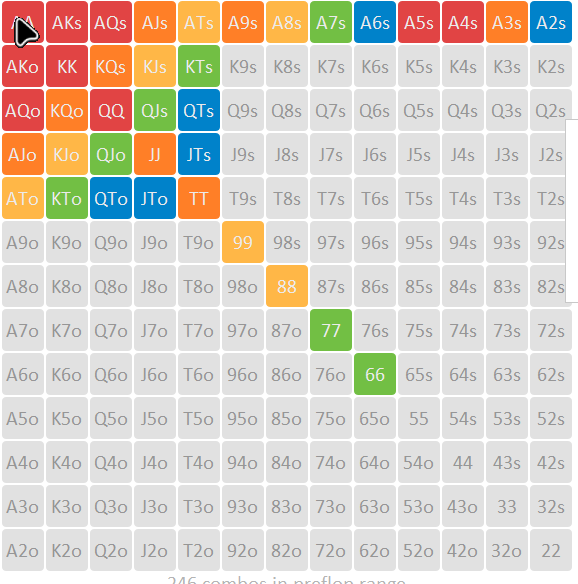 AA AKs AQs AJs ATs A9s A8s A7s A6s A5s A4s A3s A2s
AKo KK KQs KJs KTs K9s K8s K7s K6s K5s K4s K3s K2s
AQo KQo QQ QJs QTs Q9s Q8s Q7s Q6s Q5s Q4s Q3s Q2s
AJo KJo QJo JJ JTs J9s J8s J7s J6s J5s J4s J3s J2s
ATo KTo QTo JTo TT T9s T8s T7s T6s T5s T4s T3s T2s
A9o K9o Q9o J9o T9o 99 98s 97s 96s 95s 94s 93s 92s
A8o K8o Q8o J8o T8o 98o 88 87s 86s 85s 84s 83s 82s
A7o K7o Q7o J7o T7o 97o 87o 77 76s 75s 74s 73s 72s
A6o K6o Q6o J6o T6o 96o 86o 76o 66 65s 64s 63s 62s
A5o K5o Q5o J5o T5o 95o 85o 75o 65o 55 54s 53s 52s
A4o K4o Q4o J4o T4o 94o 84o 74o 64o 54o 44 43s 42s
A3o K3o Q3o J3o T3o 93o 83o 73o 63o 53o 43o 33 32s
A2o K2o Q2o J2o T2o 92o 82o 72o 62o 52o 42o 32o 22
246 combos in preflop range